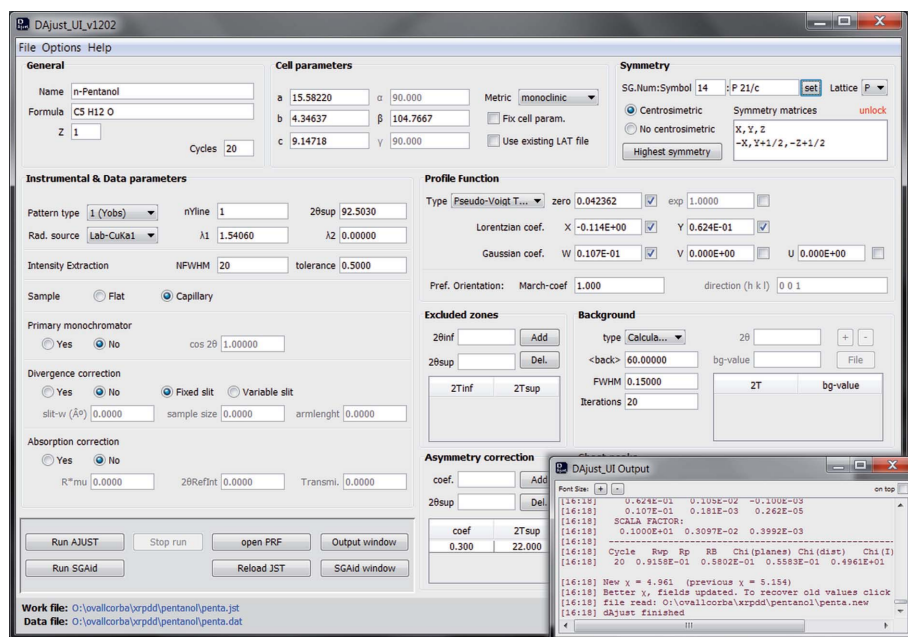 DAjust_UI_v1202
File Options Help
General
Name n-Pentanol
Formula C5 H12 O
Z 1
Cycles 20
Cell parameters
a 15.58220 α 90.000 Metric monoclinic
b 4.34637 β 104.7667 Fix cell param.
c 9.14718 γ 90.000 Use existing LAT file
Symmetry
SG.Num:Symbol 14 : P 21/c set Lattice P
Centrosimetric Symmetry matrices unlock
No centrosimetric X,Y,Z
Highest symmetry -X,Y+1/2,-Z+1/2
Instrumental & Data parameters
Pattern type 1 (Yobs) nYline 1 2θsup 92.5030
Rad. source Lab-CuKa1 λ1 1.54060 λ2 0.00000
Intensity Extraction NFWHM 20 tolerance 0.5000
Sample Flat Capillary
Primary monochromator
Yes No cos 2θ 1.00000
Divergence correction
Yes No Fixed slit Variable slit
slit-w (Âº) 0.0000 sample size 0.0000 armlenght 0.0000
Absorption correction
Yes No
R*mu 0.0000 2θRefInt 0.0000 Transmi. 0.0000
Profile Function
Type Pseudo-Voigt T... zero 0.042362 exp 1.0000
Lorentzian coef. X -0.114E+00 Y 0.624E-01
Gaussian coef. W 0.107E-01 V 0.000E+00 U 0.000E+00
Pref. Orientation: March-coef 1.000 direction (h k l) 0 0 1
Excluded zones
2θinf Add
2θsup Del.
2Tinf 2Tsup
Background
type Calcula... 2θ + -
<back> 60.00000 bg-value File
FWHM 0.15000 2T bg-value
Iterations 20
Asymmetry correction
coef. Add
2θsup Del.
coef 2Tsup
0.300 22.000
Run AJUST Stop run open PRF Output window
Run SGAid Reload JST SGAid window
Work file: O:\ovallcorba\xrpdd\pentanol\penta.jst
Data file: O:\ovallcorba\xrpdd\pentanol\penta.dat
DAjust_UI Output
Font Size: + - on top
[16:18] 0.624E-01 0.105E-02 -0.100E-03
[16:18] 0.107E-01 0.181E-03 0.262E-05
[16:18] SCALA FACTOR:
[16:18] 0.1000E+01 0.3097E-02 0.3992E-03
[16:18] --------------------------------------------------
[16:18] Cycle Rwp Rp RB Chi(planes) Chi(dist) Chi(I)
[16:18] 20 0.9158E-01 0.5802E-01 0.5583E-01 0.4961E+01
[16:18] New χ = 4.961 (previous χ = 5.154)
[16:18] Better χ, fields updated. To recover old values click
[16:18] file read: O:\ovallcorba\xrpdd\pentanol\penta.new
[16:18] dAjust finished